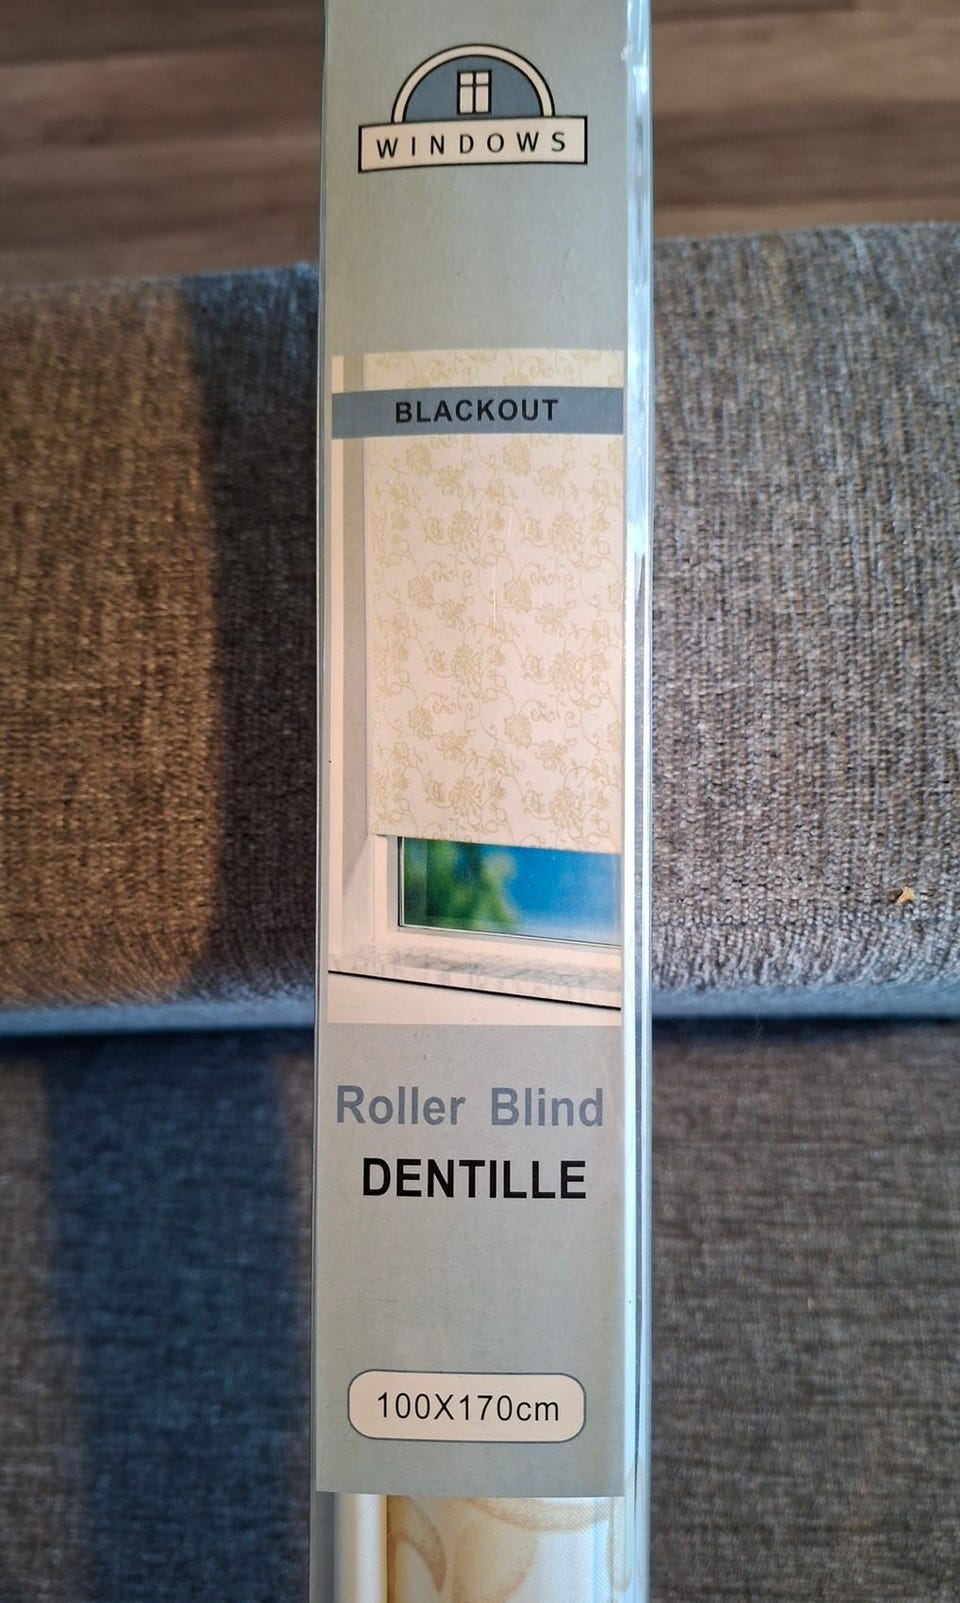 WINDOWS
BLACKOUT
Roller Blind
DENTILLE
100X170cm